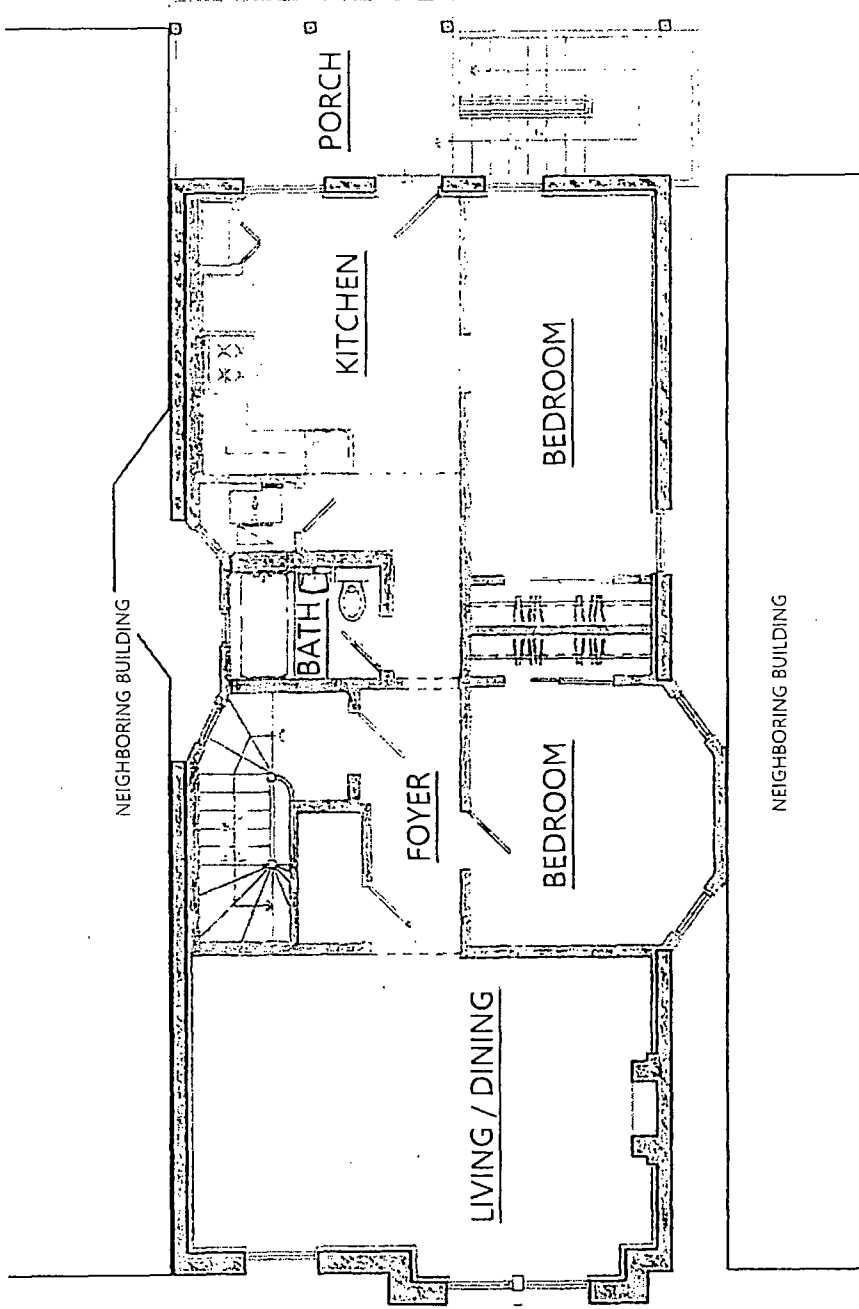 PORCH
KITCHEN
BEDROOM
BATH
NEIGHBORING BUILDING
FOYER
BEDROOM
NEIGHBORING BUILDING
LIVING / DINING